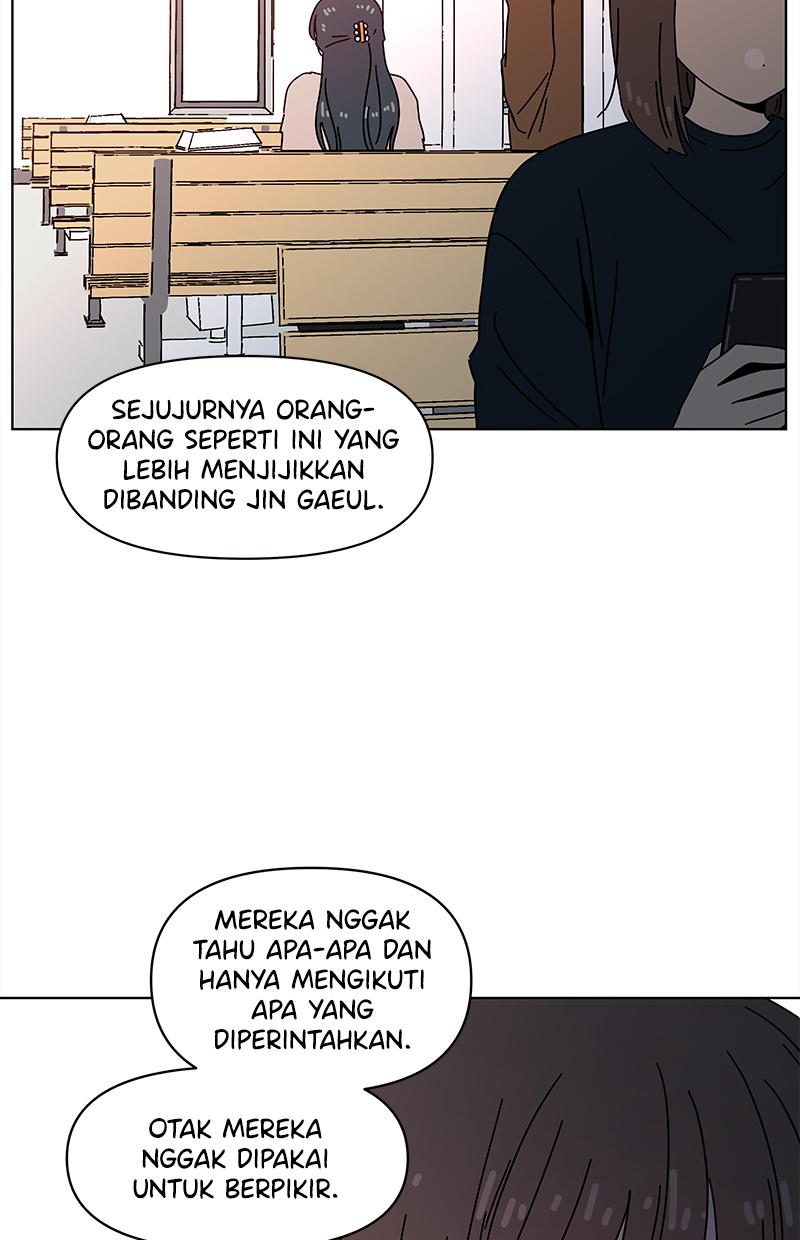 SEJUJURNYA ORANG-
ORANG SEPERTI INI YANG
LEBIH MENJIJIKKAN
DIBANDING JIN GAEUL.
MEREKA NGGAK
TAHU APA-APA DAN
HANYA MENGIKUTI
APA YANG
DIPERINTAHKAN.
OTAK MEREKA
NGGAK DIPAKAI
UNTUK BERPIKIR.